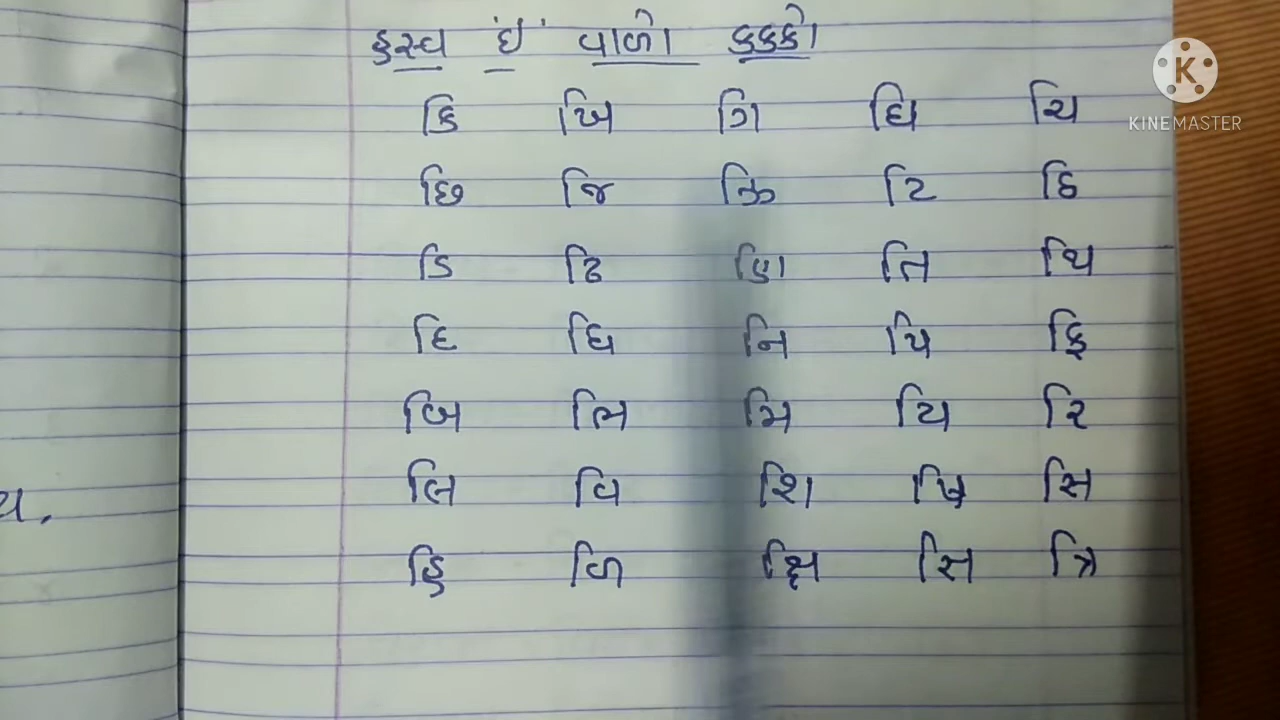 હ્રસ્વ 'ઇ' વાળો કક્કો
K
KINEMASTER
કિ ખિ ગિ ઘિ ચિ
છિ જિ ઝિ ટિ ઠિ
ડિ ઢિ ણિ તિ થિ
દિ ધિ નિ પિ ફિ
બિ ભિ મિ યિ રિ
લિ વિ શિ ષિ સિ
ય.
હિ ળિ ક્ષિ સિ ત્રિ